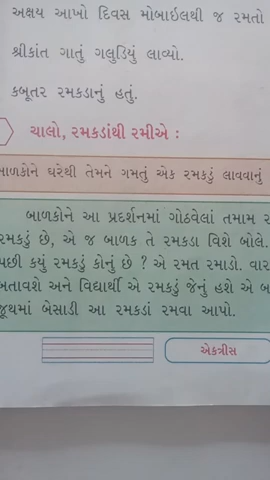 અક્ષય આખો દિવસ મોબાઇલથી જ રમતો
શ્રીકાંત ગાતું ગલુડિયું લાવ્યો.
કબૂતર રમકડાનું હતું.
ચાલો, રમકડાંથી રમીએ :
બાળકોને ઘરેથી તેમને ગમતું એક રમકડું લાવવાનું
બાળકોને આ પ્રદર્શનમાં ગોઠવેલાં તમામ
રમકડું છે, એ જ બાળક તે રમકડા વિશે બોલે.
પછી કયું રમકડું કોનું છે ? એ રમત રમાડો. વાર
બતાવશે અને વિદ્યાર્થી એ રમકડું જેનું હશે એ
જૂથમાં બેસાડી આ રમકડાં રમવા આપો.
એકત્રીસ